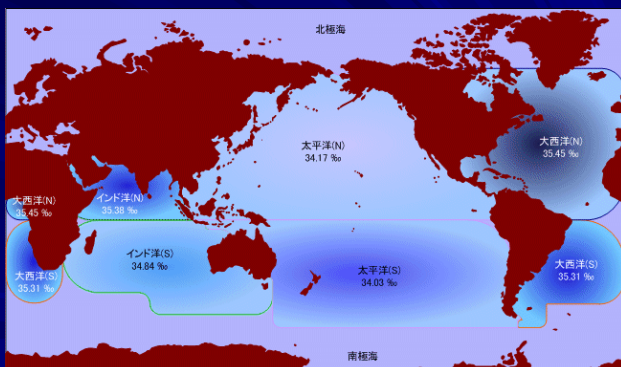 北極海
太平洋(N)
34.17 ‰
大西洋(N)
35.45 ‰
大西洋(N)
35.45 ‰
インド洋(N)
35.38 ‰
インド洋(S)
34.84 ‰
太平洋(S)
34.03 ‰
大西洋(S)
35.31 ‰
大西洋(S)
35.31 ‰
南極海